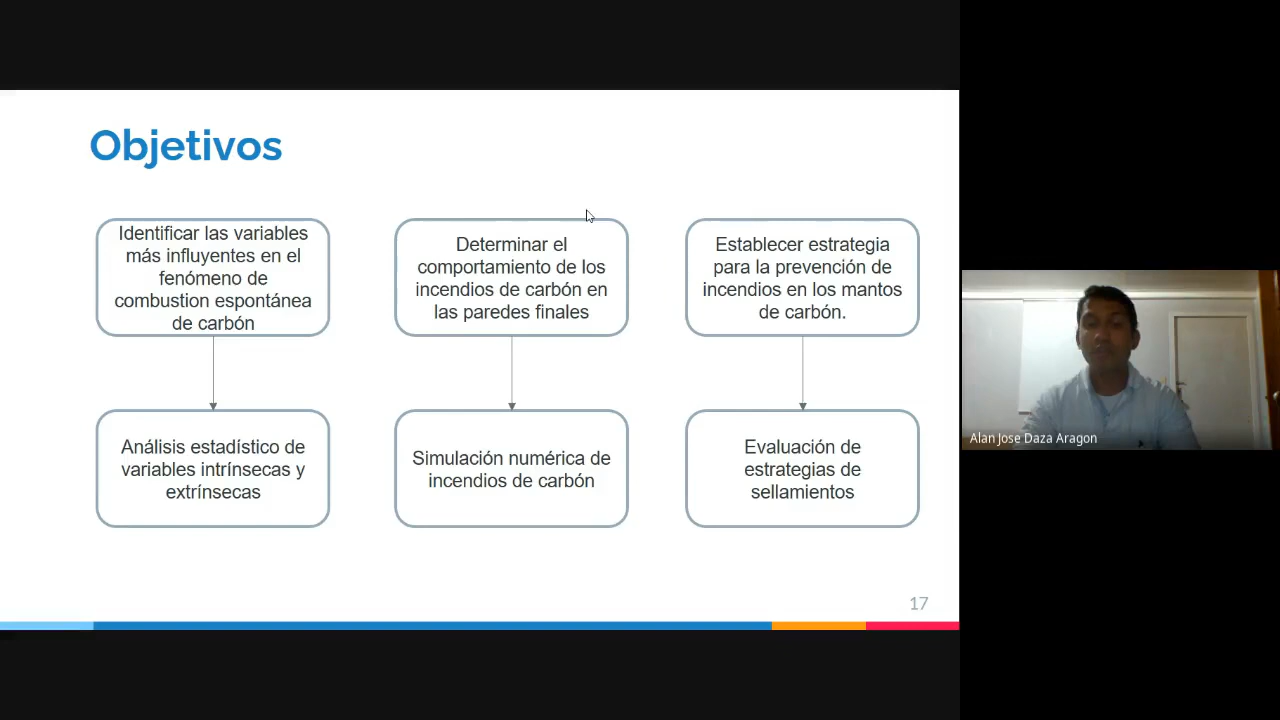 Objetivos
Identificar las variables
más influyentes en el
fenómeno de
combustion espontánea
de carbón
Determinar el
comportamiento de los
incendios de carbón en
las paredes finales
Establecer estrategia
para la prevención de
incendios en los mantos
de carbón.
Análisis estadístico de
variables intrínsecas y
extrínsecas
Simulación numérica de
incendios de carbón
Evaluación de
estrategias de
sellamientos
17
Alan Jose Daza Aragon